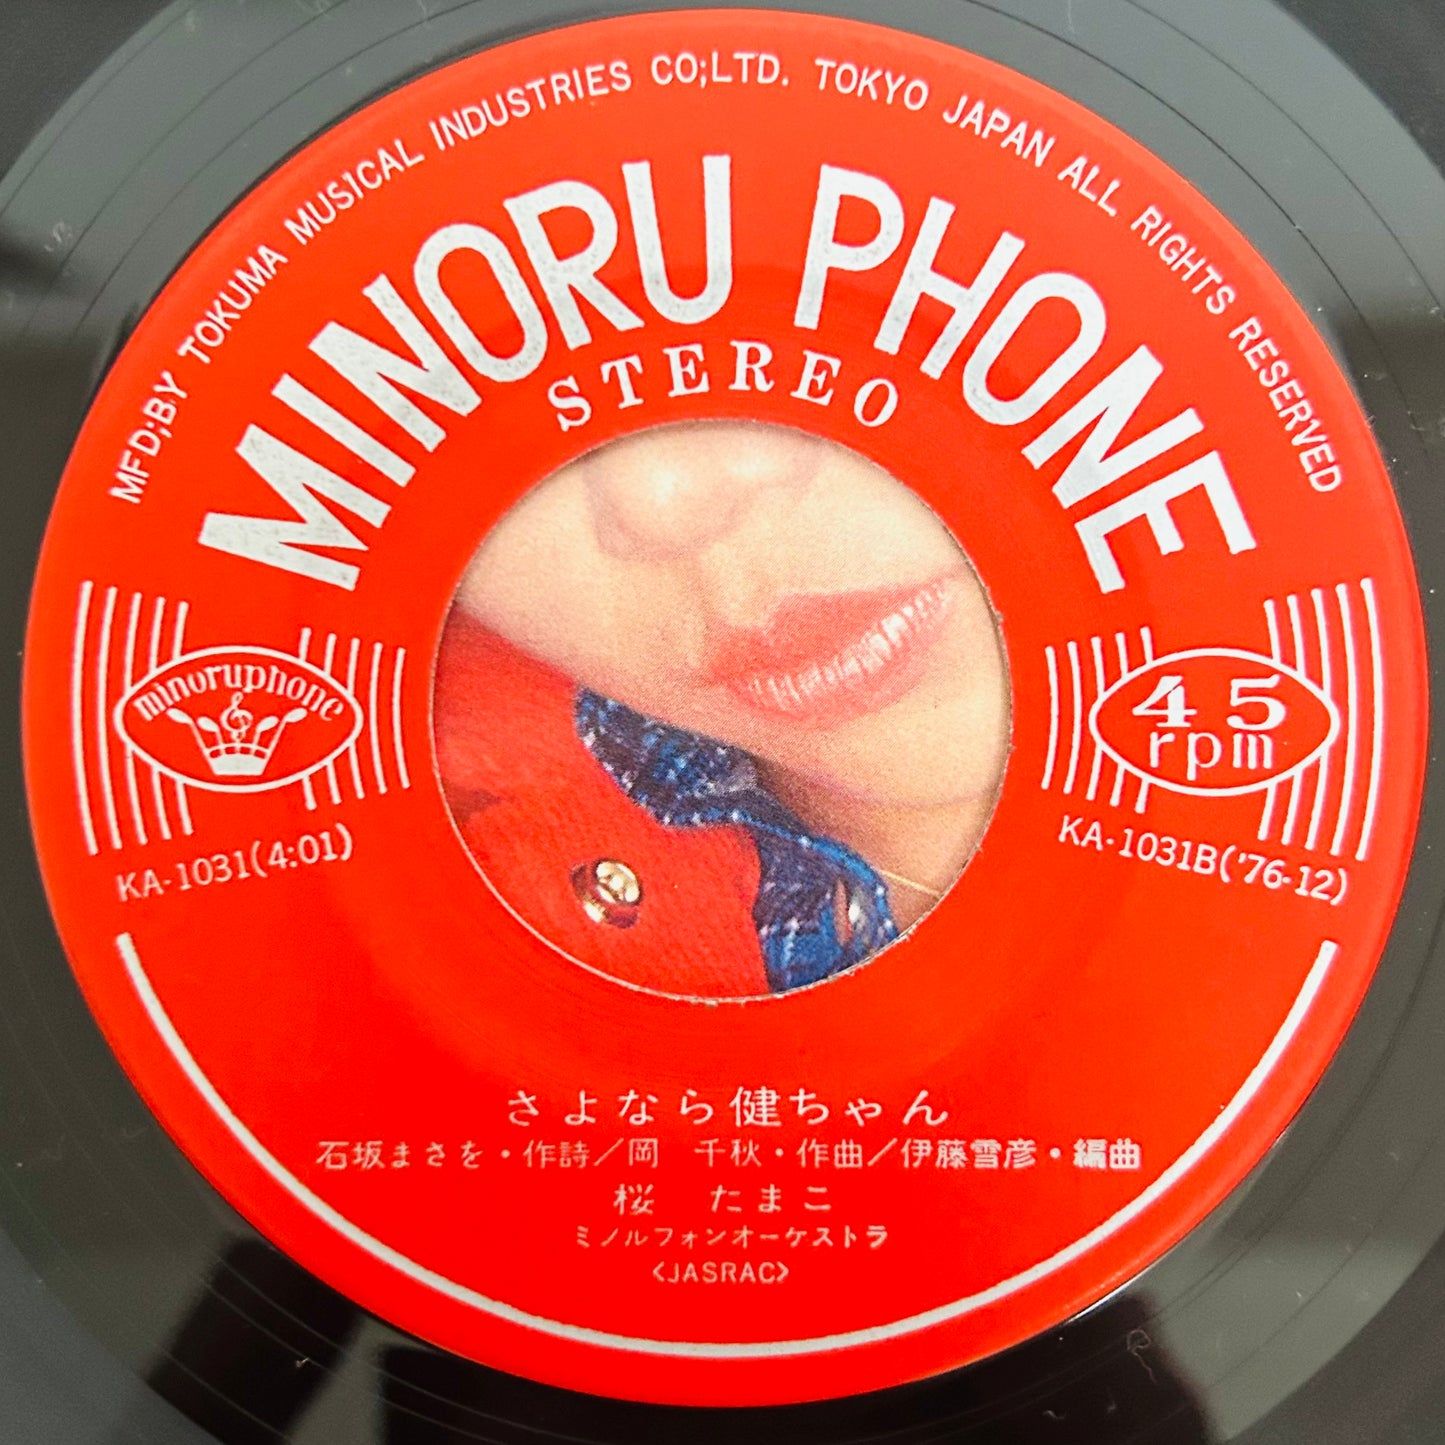 MFD;BY TOKUMA MUSICAL INDUSTRIES CO;LTD. TOKYO JAPAN ALL RIGHTS RESERVED
MINORU PHONE
STEREO
minoruphone
45
rpm
KA-1031(4:01)
KA-1031B('76-12)
さよなら健ちゃん
石坂まさを・作詩／岡　千秋・作曲／伊藤雪彦・編曲
桜　たまこ
ミノルフォンオーケストラ
<JASRAC>